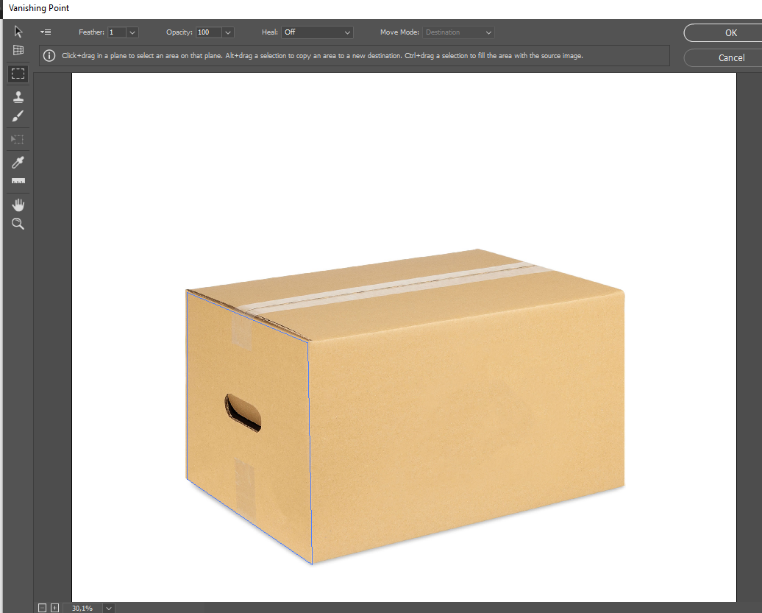 Vanishing Point
Feather: 1 Opacity: 100 Heal: Off Move Mode: Destination OK
Click+drag in a plane to select an area on that plane. Alt+drag a selection to copy an area to a new destination. Ctrl+drag a selection to fill the area with the source image.
Cancel
30,1%